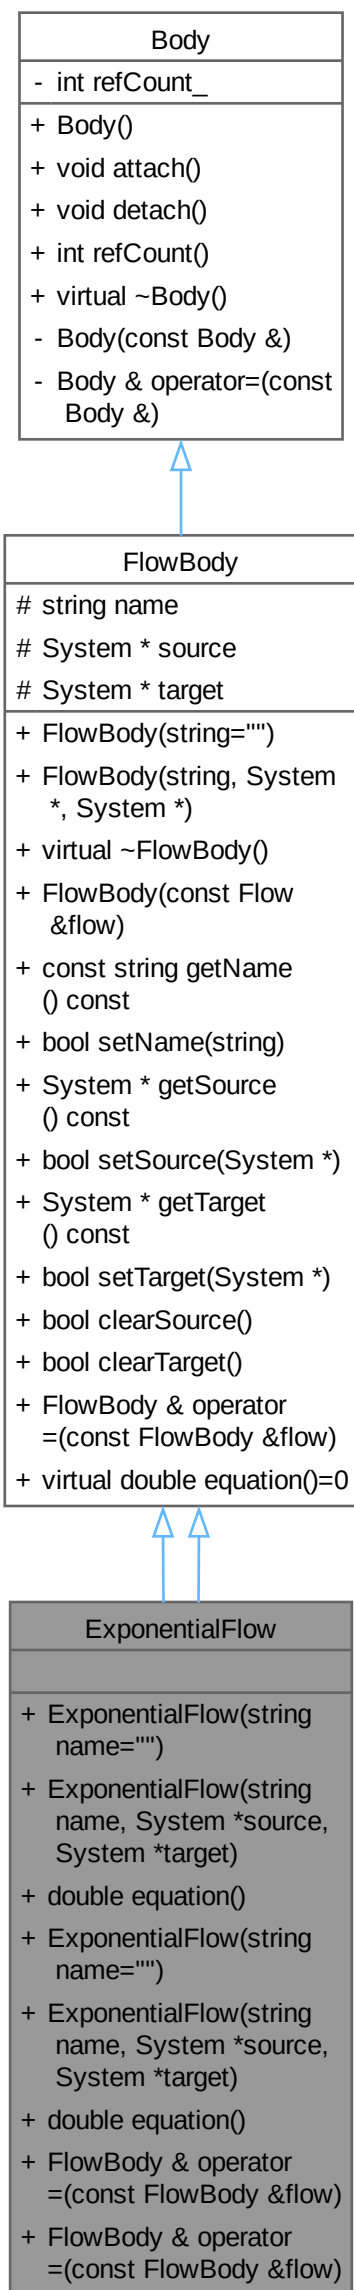 Body
- int refCount_
+ Body()
+ void attach()
+ void detach()
+ int refCount()
+ virtual ~Body()
- Body(const Body &)
- Body & operator=(const
Body &)
FlowBody
# string name
# System * source
# System * target
+ FlowBody(string="")
+ FlowBody(string, System
*, System *)
+ virtual ~FlowBody()
+ FlowBody(const Flow
&flow)
+ const string getName
() const
+ bool setName(string)
+ System * getSource
() const
+ bool setSource(System *)
+ System * getTarget
() const
+ bool setTarget(System *)
+ bool clearSource()
+ bool clearTarget()
+ FlowBody & operator
=(const FlowBody &flow)
+ virtual double equation()=0
ExponentialFlow
+ ExponentialFlow(string
name="")
+ ExponentialFlow(string
name, System *source,
System *target)
+ double equation()
+ ExponentialFlow(string
name="")
+ ExponentialFlow(string
name, System *source,
System *target)
+ double equation()
+ FlowBody & operator
=(const FlowBody &flow)
+ FlowBody & operator
=(const FlowBody &flow)